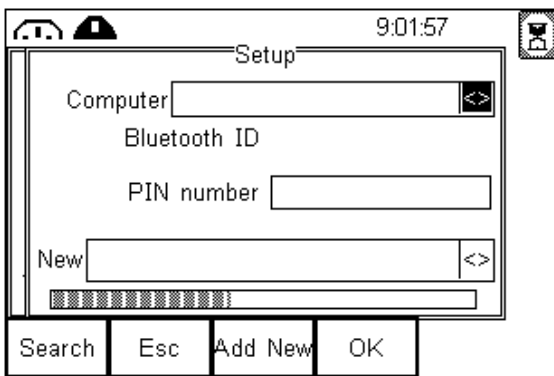 9:01:57
Setup
Computer <>
Bluetooth ID
PIN number
New <>
Search Esc Add New OK